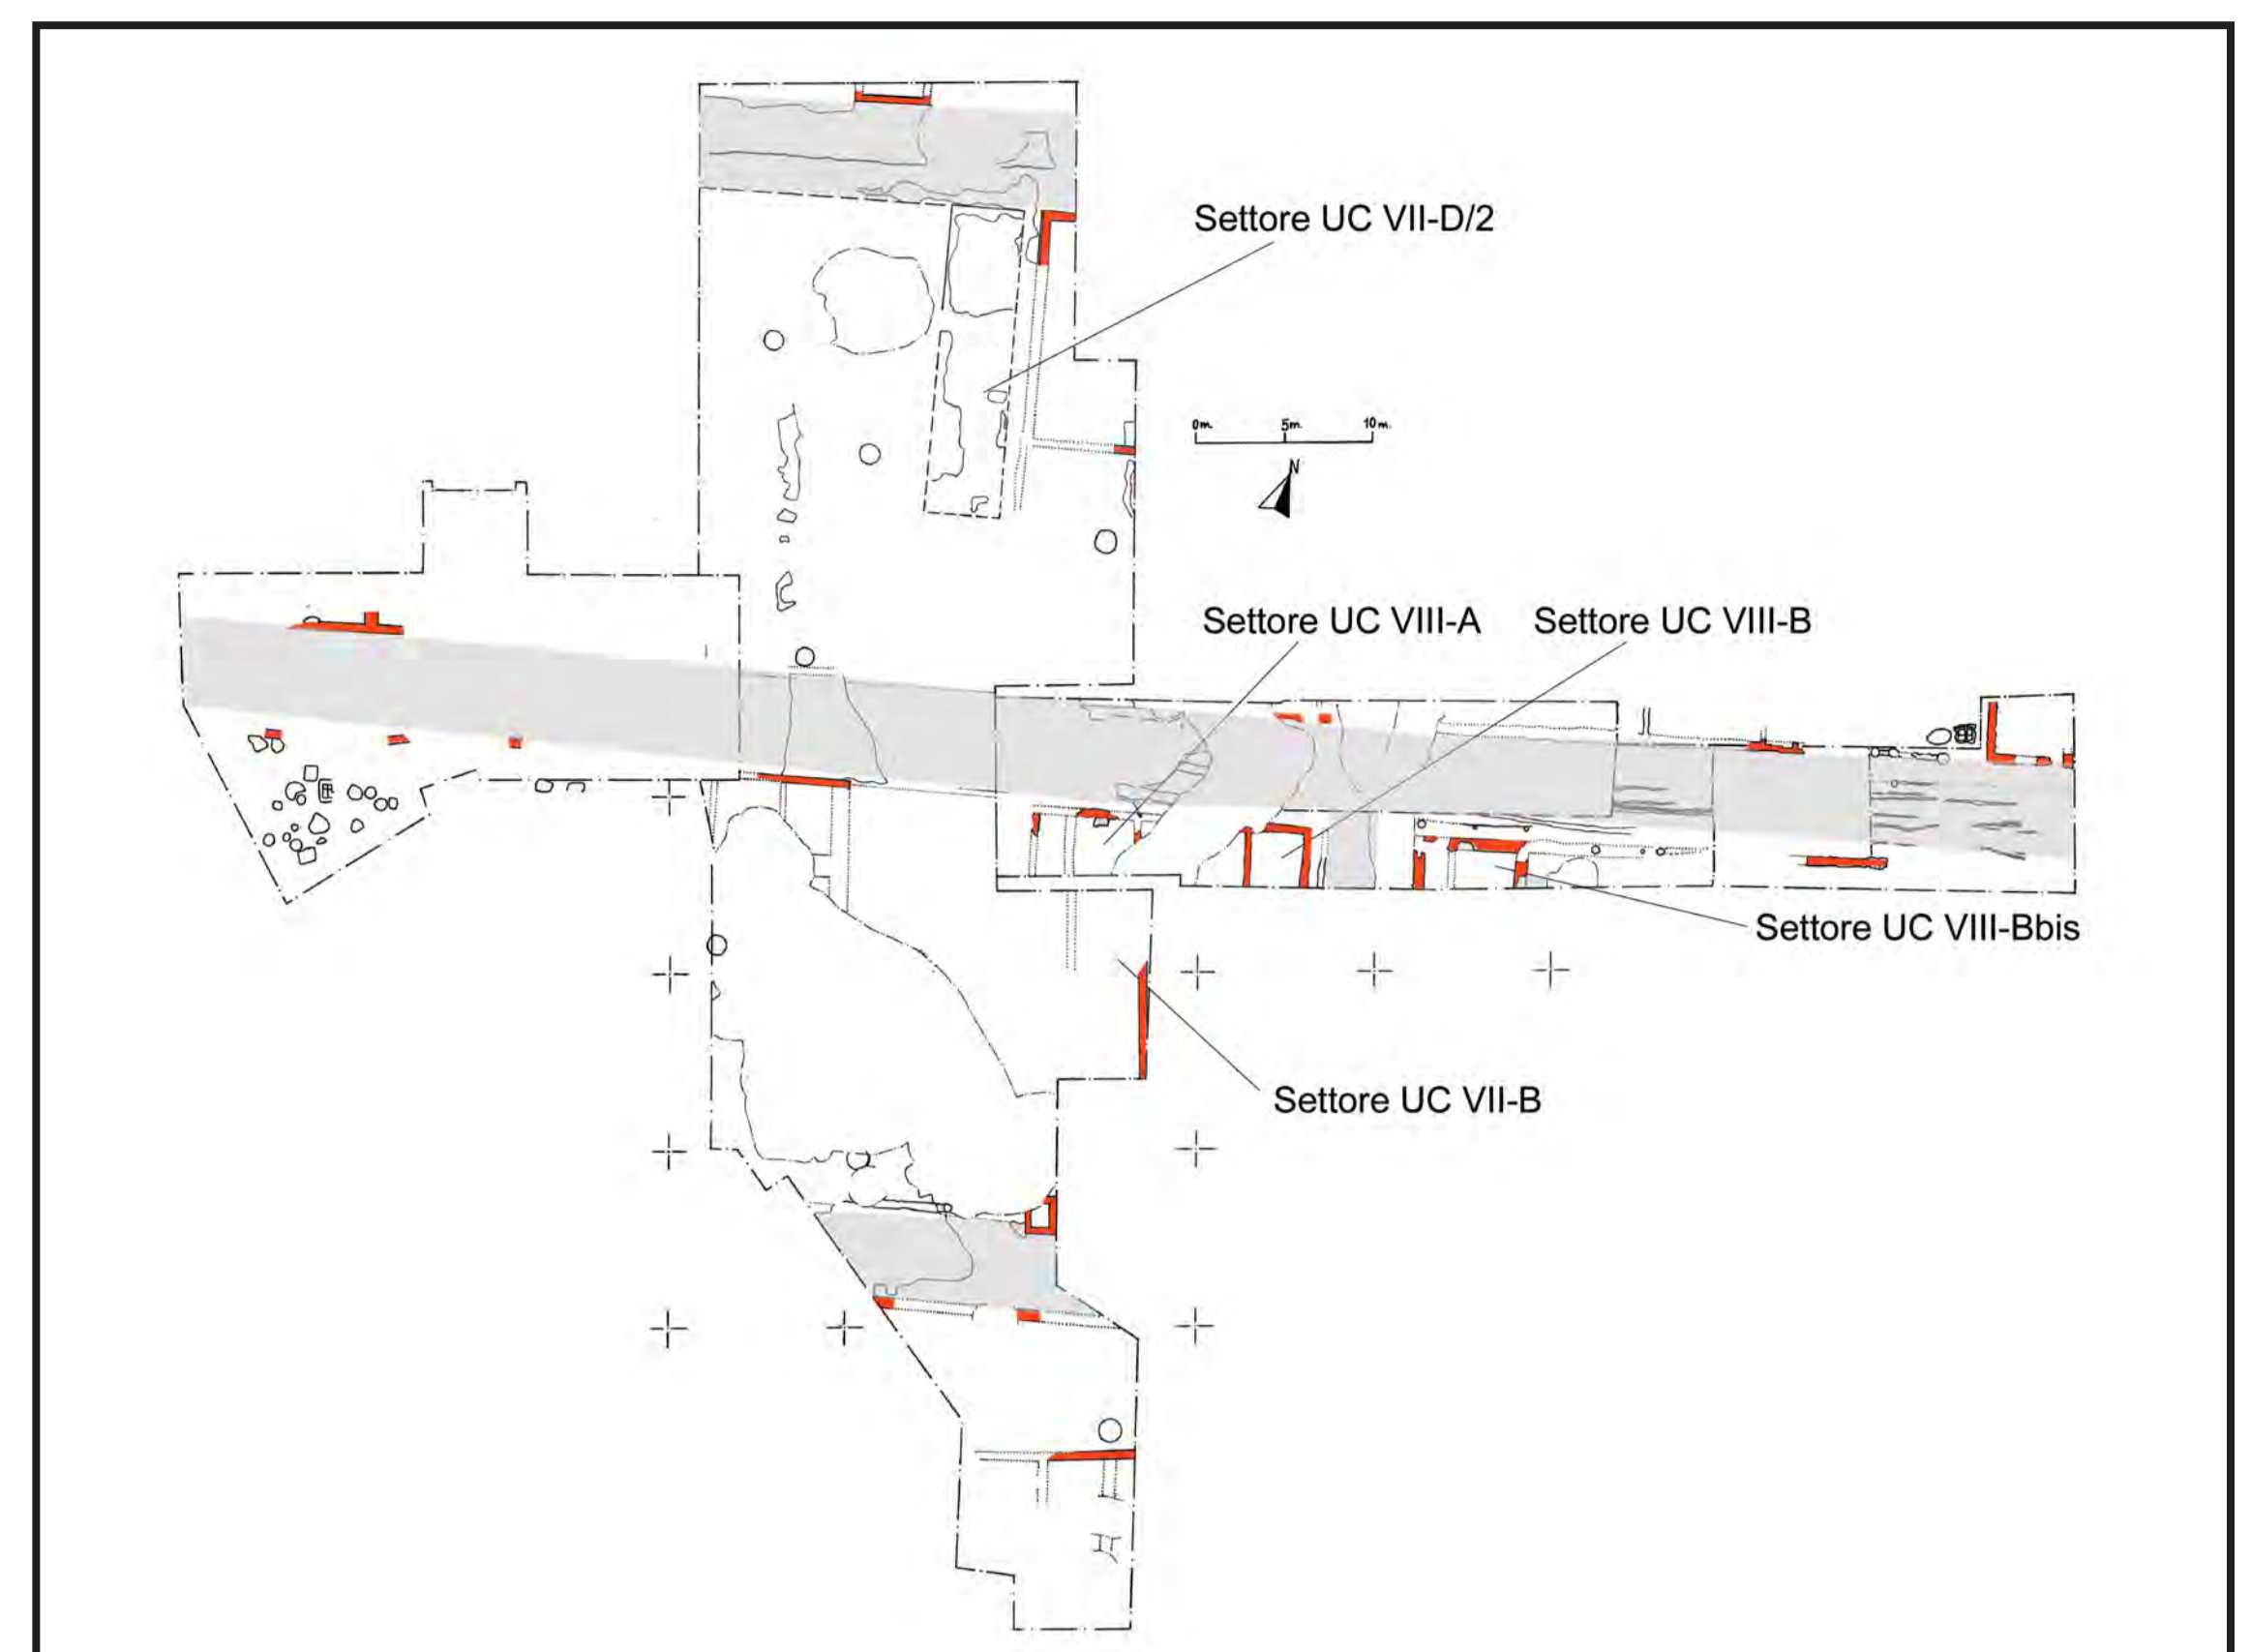 Settore UC VII-D/2
0m. 5m. 10m.
N
Settore UC VIII-A
Settore UC VIII-B
Settore UC VIII-Bbis
Settore UC VII-B